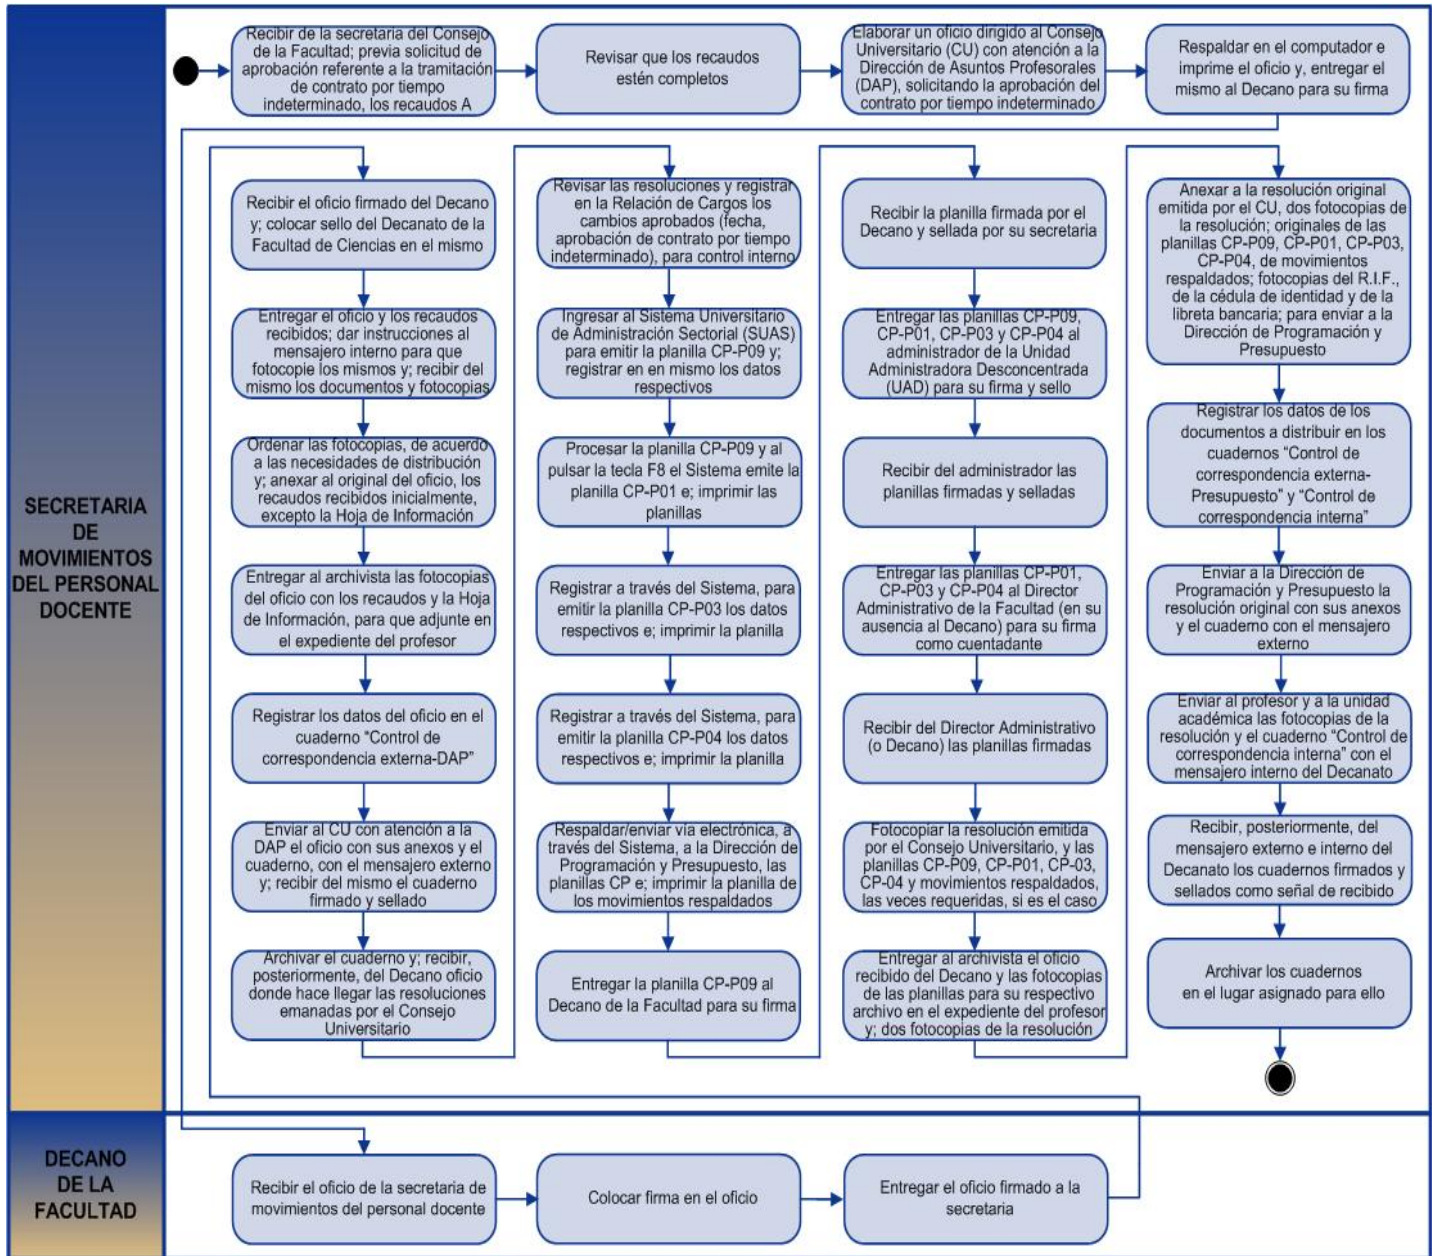 SECRETARIA
DE
MOVIMIENTOS
DEL PERSONAL
DOCENTE
Recibir de la secretaria del Consejo
de la Facultad; previa solicitud de
aprobación referente a la tramitación
de contrato por tiempo
indeterminado, los recaudos A
Revisar que los recaudos
estén completos
Elaborar un oficio dirigido al Consejo
Universitario (CU) con atención a la
Dirección de Asuntos Profesorales
(DAP), solicitando la aprobación del
contrato por tiempo indeterminado
Respaldar en el computador e
imprime el oficio y, entregar el
mismo al Decano para su firma
Recibir el oficio firmado del Decano
y; colocar sello del Decanato de la
Facultad de Ciencias en el mismo
Entregar el oficio y los recaudos
recibidos; dar instrucciones al
mensajero interno para que
fotocopie los mismos y; recibir del
mismo los documentos y fotocopias
Ordenar las fotocopias, de acuerdo
a las necesidades de distribución
y; anexar al original del oficio, los
recaudos recibidos inicialmente,
excepto la Hoja de Información
Entregar al archivista las fotocopias
del oficio con los recaudos y la Hoja
de Información, para que adjunte en
el expediente del profesor
Registrar los datos del oficio en el
cuaderno “Control de
correspondencia externa-DAP”
Enviar al CU con atención a la
DAP el oficio con sus anexos y el
cuaderno, con el mensajero externo
y; recibir del mismo el cuaderno
firmado y sellado
Archivar el cuaderno y; recibir,
posteriormente, del Decano oficio
donde hace llegar las resoluciones
emanadas por el Consejo
Universitario
Revisar las resoluciones y registrar
en la Relación de Cargos los
cambios aprobados (fecha,
aprobación de contrato por tiempo
indeterminado), para control interno
Ingresar al Sistema Universitario
de Administración Sectorial (SUAS)
para emitir la planilla CP-P09 y;
registrar en en mismo los datos
respectivos
Procesar la planilla CP-P09 y al
pulsar la tecla F8 el Sistema emite la
planilla CP-P01 e; imprimir las
planillas
Registrar a través del Sistema, para
emitir la planilla CP-P03 los datos
respectivos e; imprimir la planilla
Registrar a través del Sistema, para
emitir la planilla CP-P04 los datos
respectivos e; imprimir la planilla
Respaldar/enviar vía electrónica, a
través del Sistema, a la Dirección de
Programación y Presupuesto, las
planillas CP e; imprimir la planilla de
los movimientos respaldados
Entregar la planilla CP-P09 al
Decano de la Facultad para su firma
Recibir la planilla firmada por el
Decano y sellada por su secretaria
Entregar las planillas CP-P09,
CP-P01, CP-P03 y CP-P04 al
administrador de la Unidad
Administradora Desconcentrada
(UAD) para su firma y sello
Recibir del administrador las
planillas firmadas y selladas
Entregar las planillas CP-P01,
CP-P03 y CP-P04 al Director
Administrativo de la Facultad (en su
ausencia al Decano) para su firma
como cuentadante
Recibir del Director Administrativo
(o Decano) las planillas firmadas
Fotocopiar la resolución emitida
por el Consejo Universitario, y las
planillas CP-P09, CP-P01, CP-03,
CP-04 y movimientos respaldados,
las veces requeridas, si es el caso
Entregar al archivista el oficio
recibido del Decano y las fotocopias
de las planillas para su respectivo
archivo en el expediente del profesor
y; dos fotocopias de la resolución
Anexar a la resolución original
emitida por el CU, dos fotocopias de
la resolución; originales de las
planillas CP-P09, CP-P01, CP-P03,
CP-P04, de movimientos
respaldados; fotocopias del R.I.F.,
de la cédula de identidad y de la
libreta bancaria; para enviar a la
Dirección de Programación y
Presupuesto
Registrar los datos de los
documentos a distribuir en los
cuadernos “Control de
correspondencia externa-
Presupuesto” y “Control de
correspondencia interna”
Enviar a la Dirección de
Programación y Presupuesto la
resolución original con sus anexos
y el cuaderno con el mensajero
externo
Enviar al profesor y a la unidad
académica las fotocopias de la
resolución y el cuaderno “Control de
correspondencia interna” con el
mensajero interno del Decanato
Recibir, posteriormente, del
mensajero externo e interno del
Decanato los cuadernos firmados y
sellados como señal de recibido
Archivar los cuadernos
en el lugar asignado para ello
DECANO
DE LA
FACULTAD
Recibir el oficio de la secretaria de
movimientos del personal docente
Colocar firma en el oficio
Entregar el oficio firmado a la
secretaria